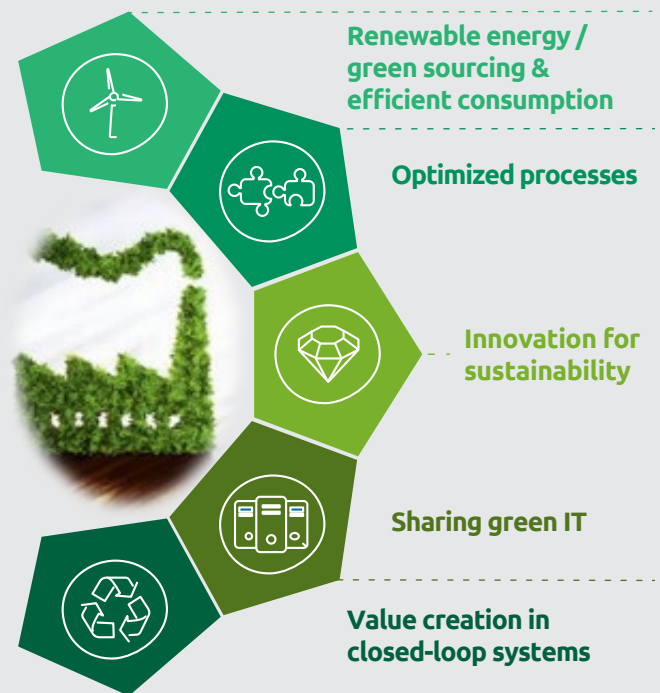 Renewable energy /
green sourcing &
efficient consumption
Optimized processes
Innovation for
sustainability
Sharing green IT
Value creation in
closed-loop systems